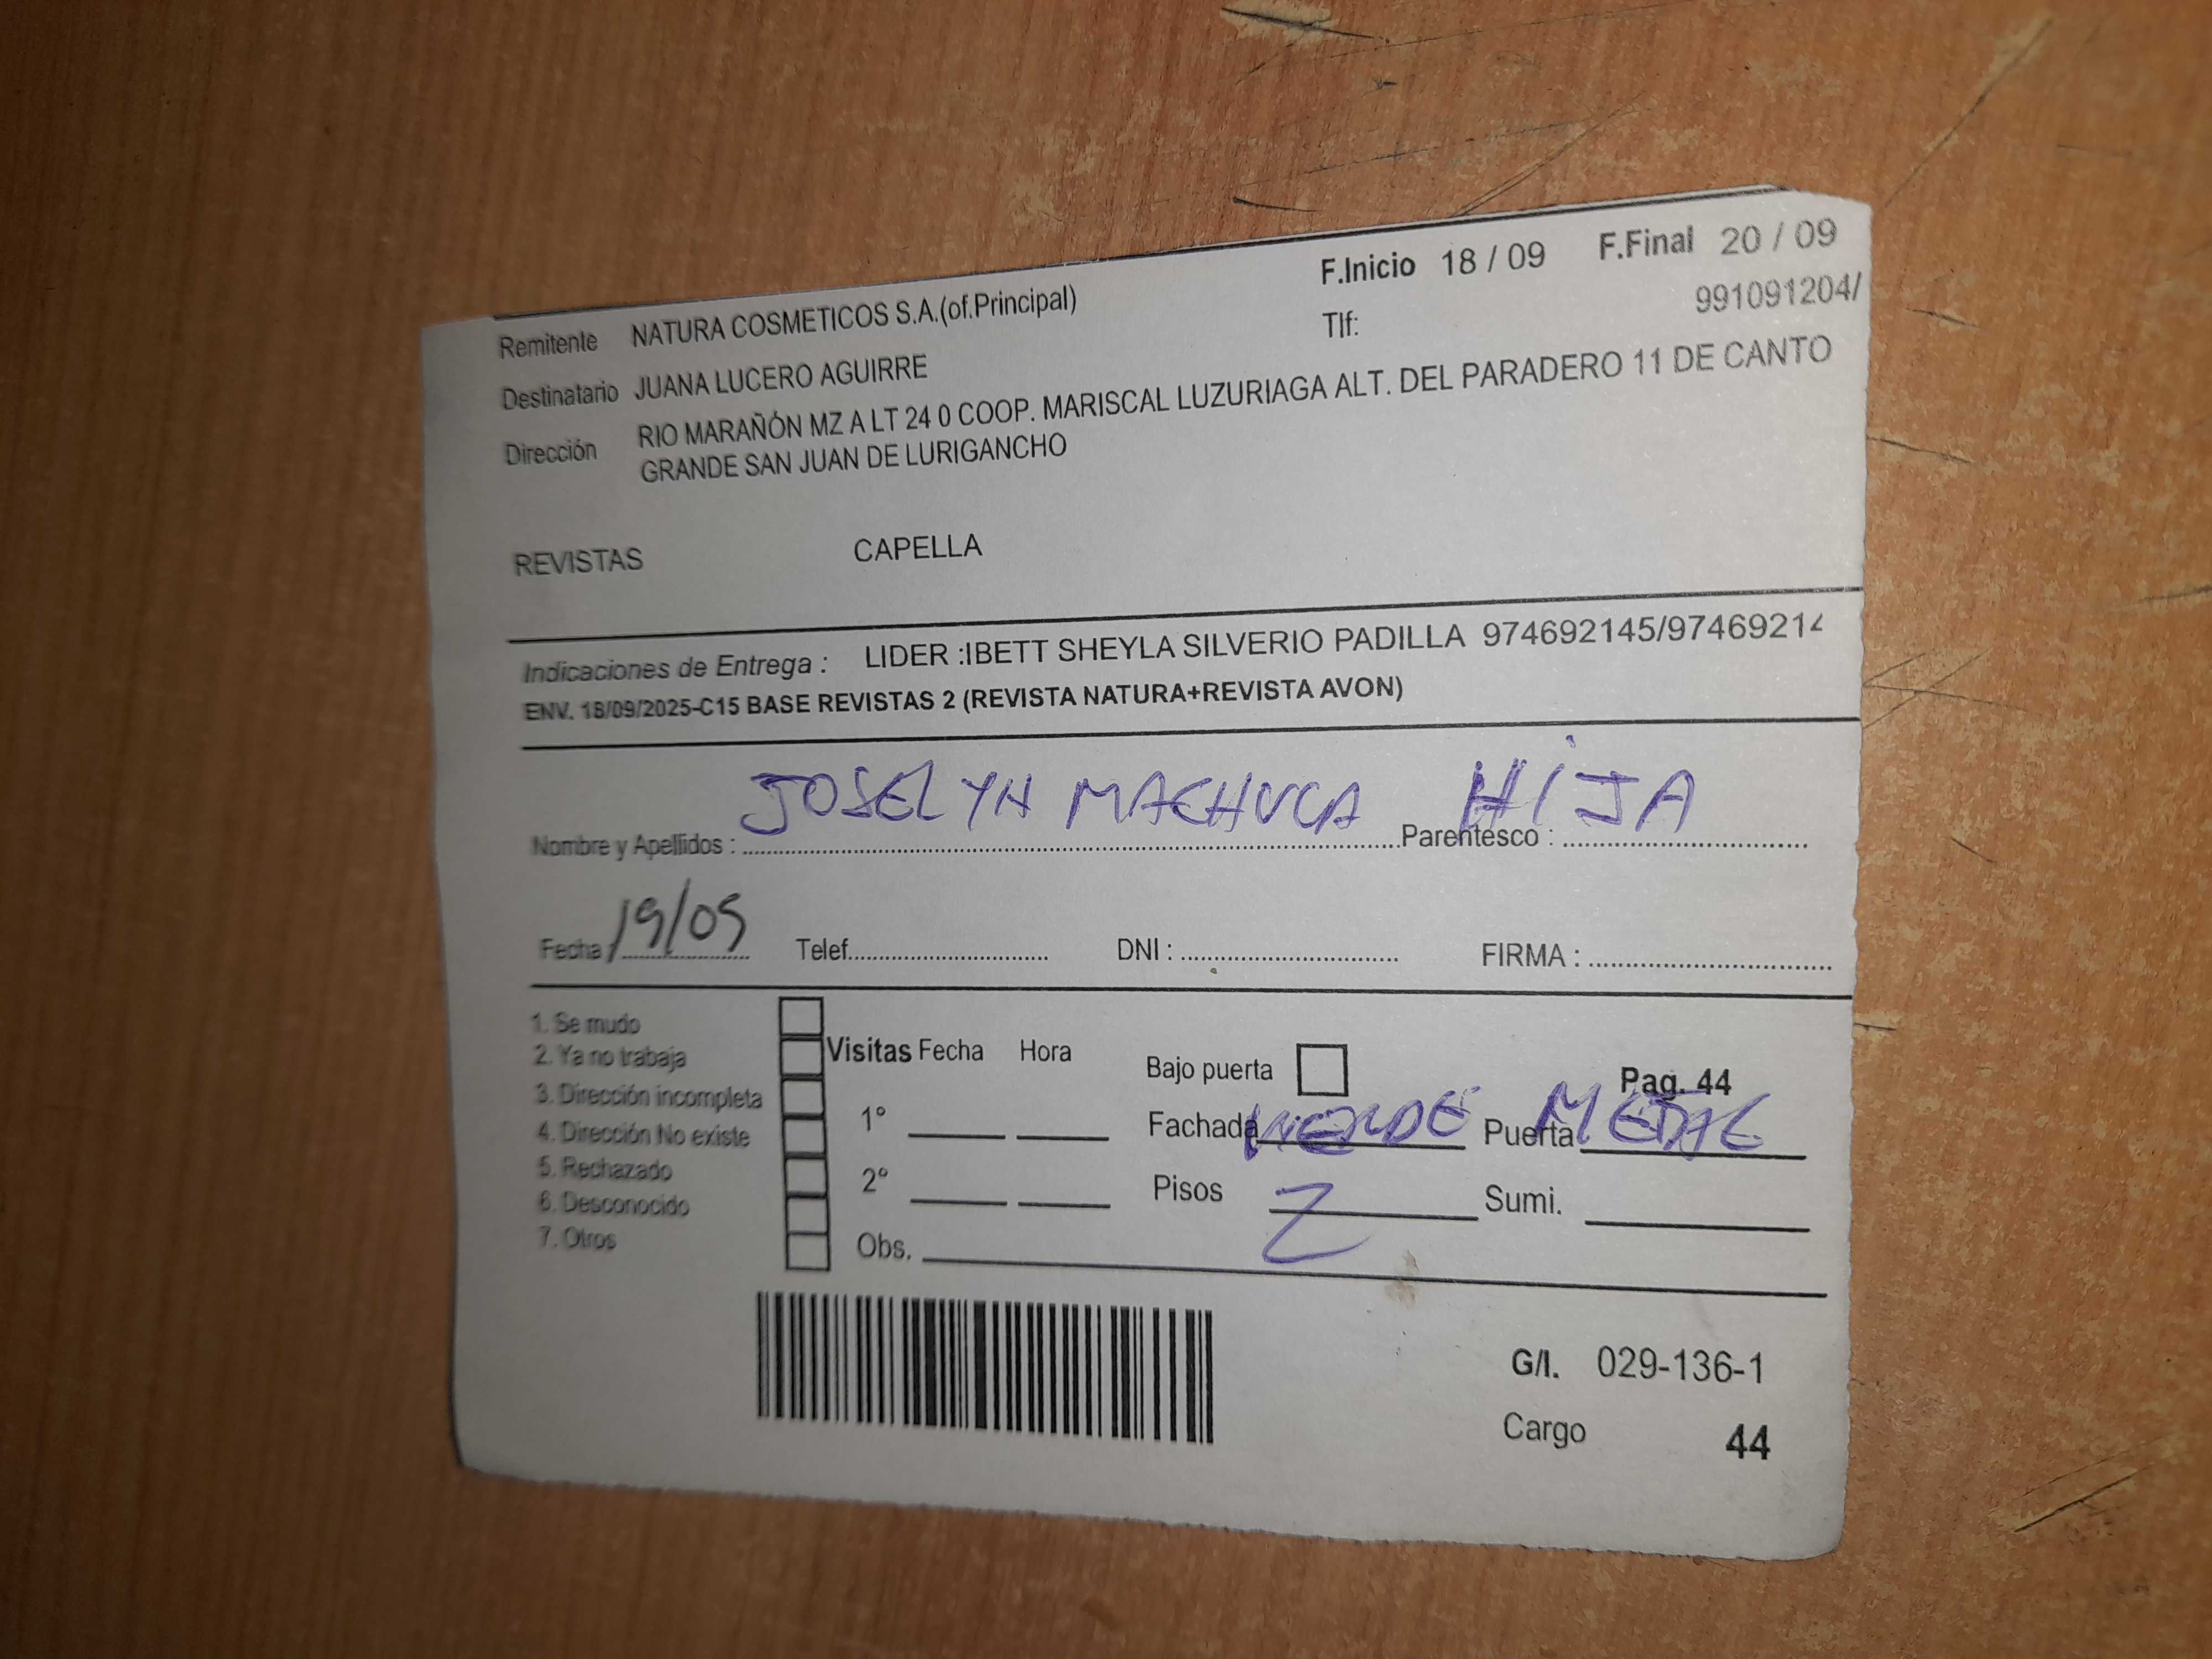 F.Inicio 18 / 09 F.Final 20 / 09
Remitente NATURA COSMETICOS S.A.(of.Principal) Tlf: 991091204/
Destinatario JUANA LUCERO AGUIRRE
Dirección RIO MARAÑÓN MZ A LT 24 0 COOP. MARISCAL LUZURIAGA ALT. DEL PARADERO 11 DE CANTO
GRANDE SAN JUAN DE LURIGANCHO
REVISTAS CAPELLA
Indicaciones de Entrega : LIDER :IBETT SHEYLA SILVERIO PADILLA 974692145/97469214
ENV. 18/09/2025-C15 BASE REVISTAS 2 (REVISTA NATURA+REVISTA AVON)
Nombre y Apellidos : JOSELYN MACHUCA Parentesco : HIJA
Fecha : 19/09 Telef. DNI : FIRMA :
1. Se mudo
2. Ya no trabaja
3. Dirección incompleta
4. Dirección No existe
5. Rechazado
6. Desconocido
7. Otros
Visitas Fecha Hora
1°
2°
Obs.
Bajo puerta
Pag. 44
Fachada VERDE Puerta METAL
Pisos 2 Sumi.
G/I. 029-136-1
Cargo 44